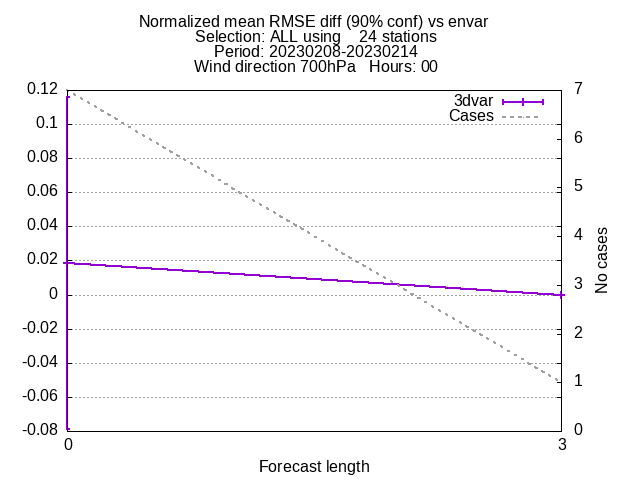 Normalized mean RMSE diff (90% conf) vs envar
Selection: ALL using    24 stations
Period: 20230208-20230214
Wind direction 700hPa   Hours: 00
3dvar
Cases
0.12
0.1
0.08
0.06
0.04
0.02
0
-0.02
-0.04
-0.06
-0.08
7
6
5
4
3
2
1
0
No cases
0
3
Forecast length